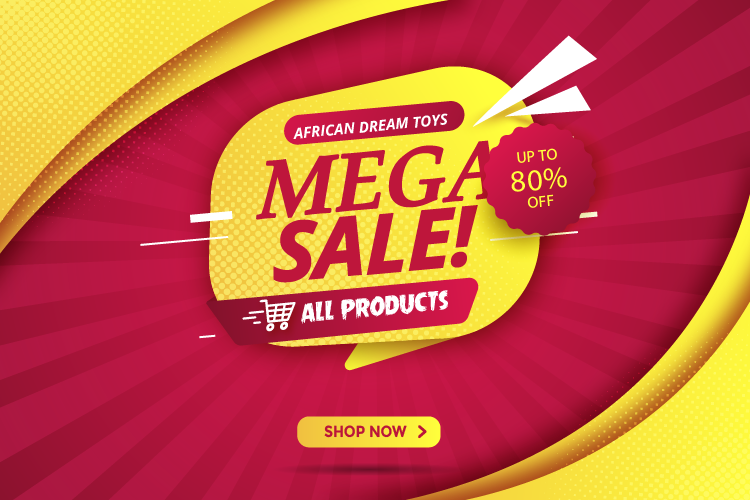 AFRICAN DREAM TOYS
MEGA
SALE!
UP TO
80%
OFF
ALL PRODUCTS
SHOP NOW